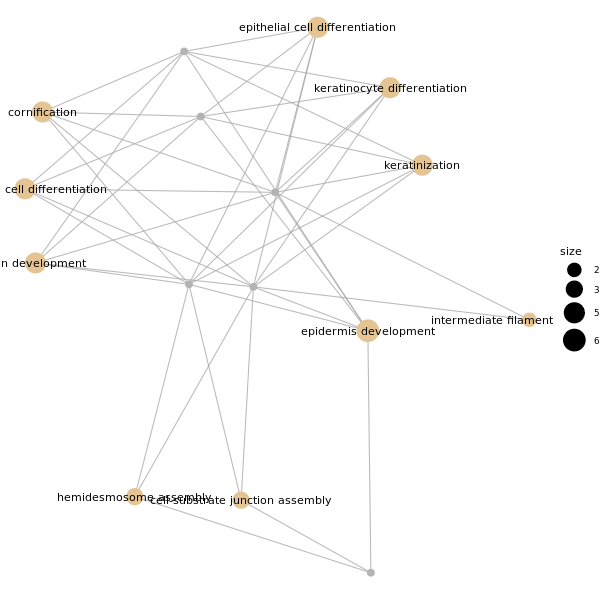 epithelial cell differentiation
keratinocyte differentiation
cornification
keratinization
cell differentiation
n development
size
2
3
5
6
intermediate filament
epidermis development
hemidesmosome assembly
cell-substrate junction assembly